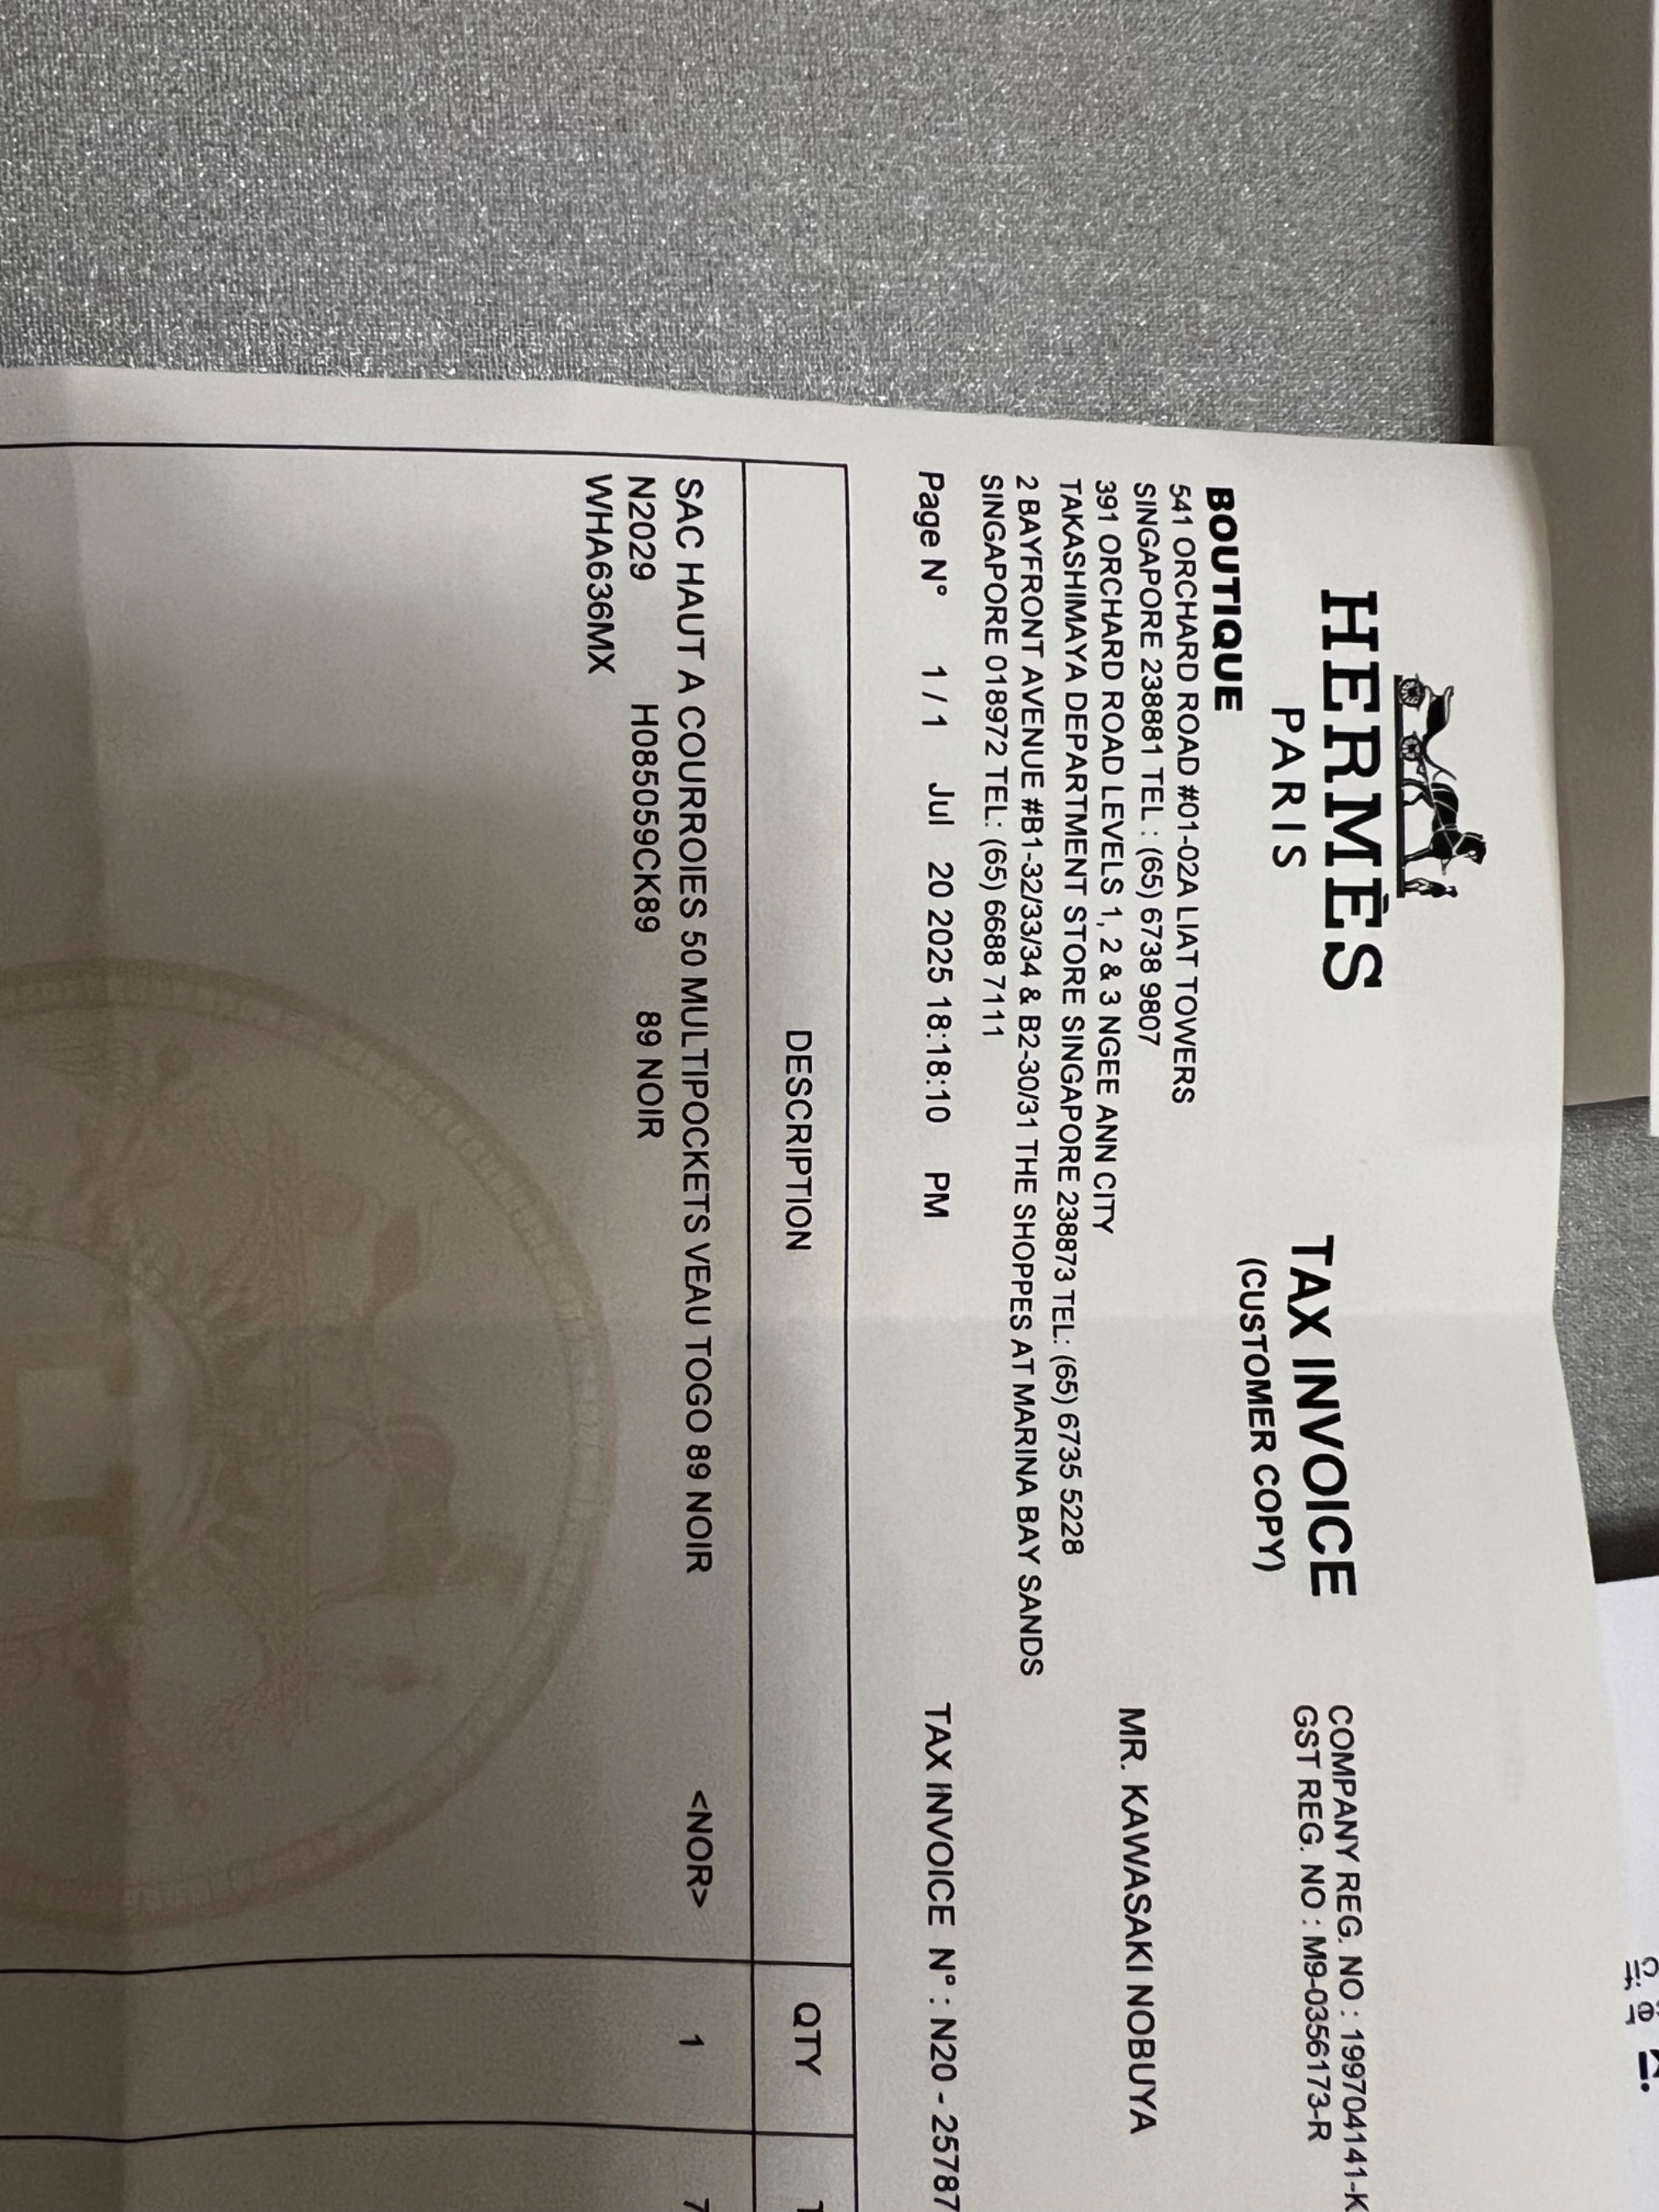 HERMÈS
PARIS
TAX INVOICE
(CUSTOMER COPY)
COMPANY REG. NO : 199704141-K
GST REG. NO : M9-0356173-R
BOUTIQUE
541 ORCHARD ROAD #01-02A LIAT TOWERS
SINGAPORE 238881 TEL : (65) 6738 9807
391 ORCHARD ROAD LEVELS 1, 2 & 3 NGEE ANN CITY
TAKASHIMAYA DEPARTMENT STORE SINGAPORE 238873 TEL: (65) 6735 5228
2 BAYFRONT AVENUE #B1-32/33/34 & B2-30/31 THE SHOPPES AT MARINA BAY SANDS
SINGAPORE 018972 TEL: (65) 6688 7111
MR. KAWASAKI NOBUYA
Page N° 1 / 1 Jul 20 2025 18:18:10 PM TAX INVOICE N° : N20 - 25787
DESCRIPTION QTY
SAC HAUT A COURROIES 50 MULTIPOCKETS VEAU TOGO 89 NOIR <NOR> 1 7
N2029 H085059CK89 89 NOIR
WHA636MX